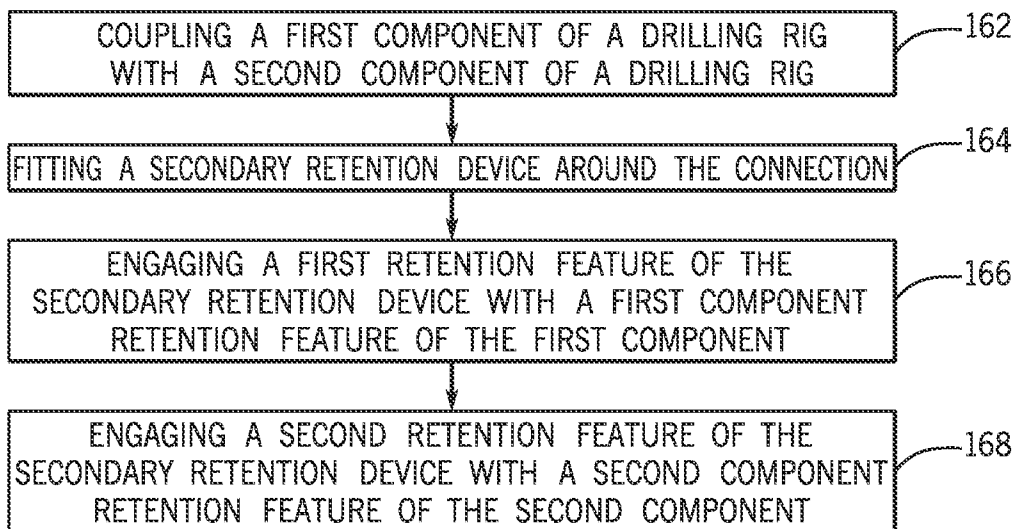 COUPLING A FIRST COMPONENT OF A DRILLING RIG
WITH A SECOND COMPONENT OF A DRILLING RIG
162
FITTING A SECONDARY RETENTION DEVICE AROUND THE CONNECTION
164
ENGAGING A FIRST RETENTION FEATURE OF THE
SECONDARY RETENTION DEVICE WITH A FIRST COMPONENT
RETENTION FEATURE OF THE FIRST COMPONENT
166
ENGAGING A SECOND RETENTION FEATURE OF THE
SECONDARY RETENTION DEVICE WITH A SECOND COMPONENT
RETENTION FEATURE OF THE SECOND COMPONENT
168